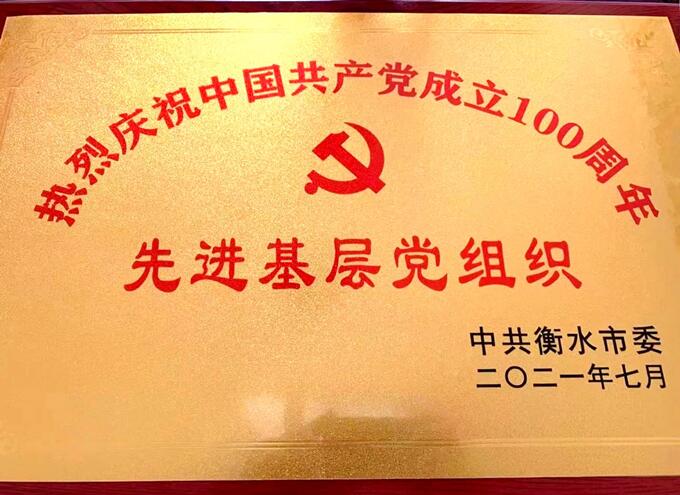 热烈庆祝中国共产党成立100周年
先进基层党组织
中共衡水市委
二〇二一年七月